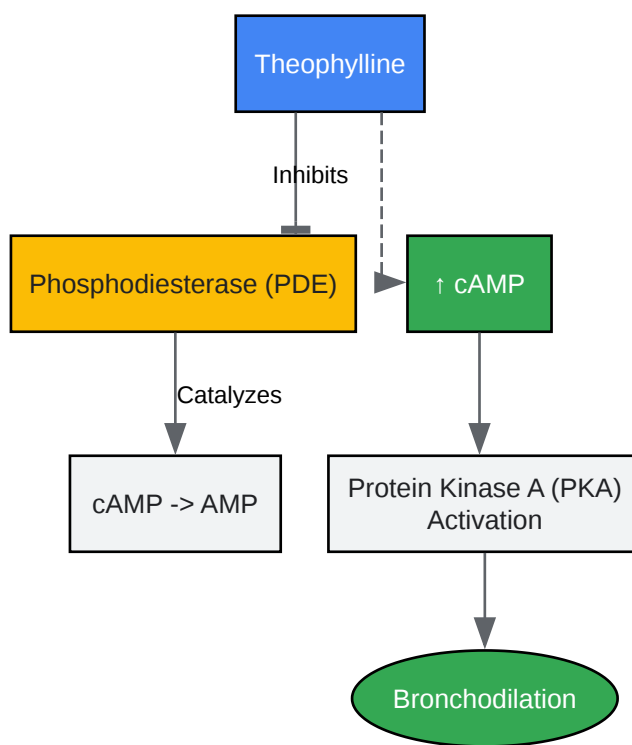 Theophylline
Inhibits
Phosphodiesterase (PDE)
↑ cAMP
Catalyzes
cAMP -> AMP
Protein Kinase A (PKA)
Activation
Bronchodilation